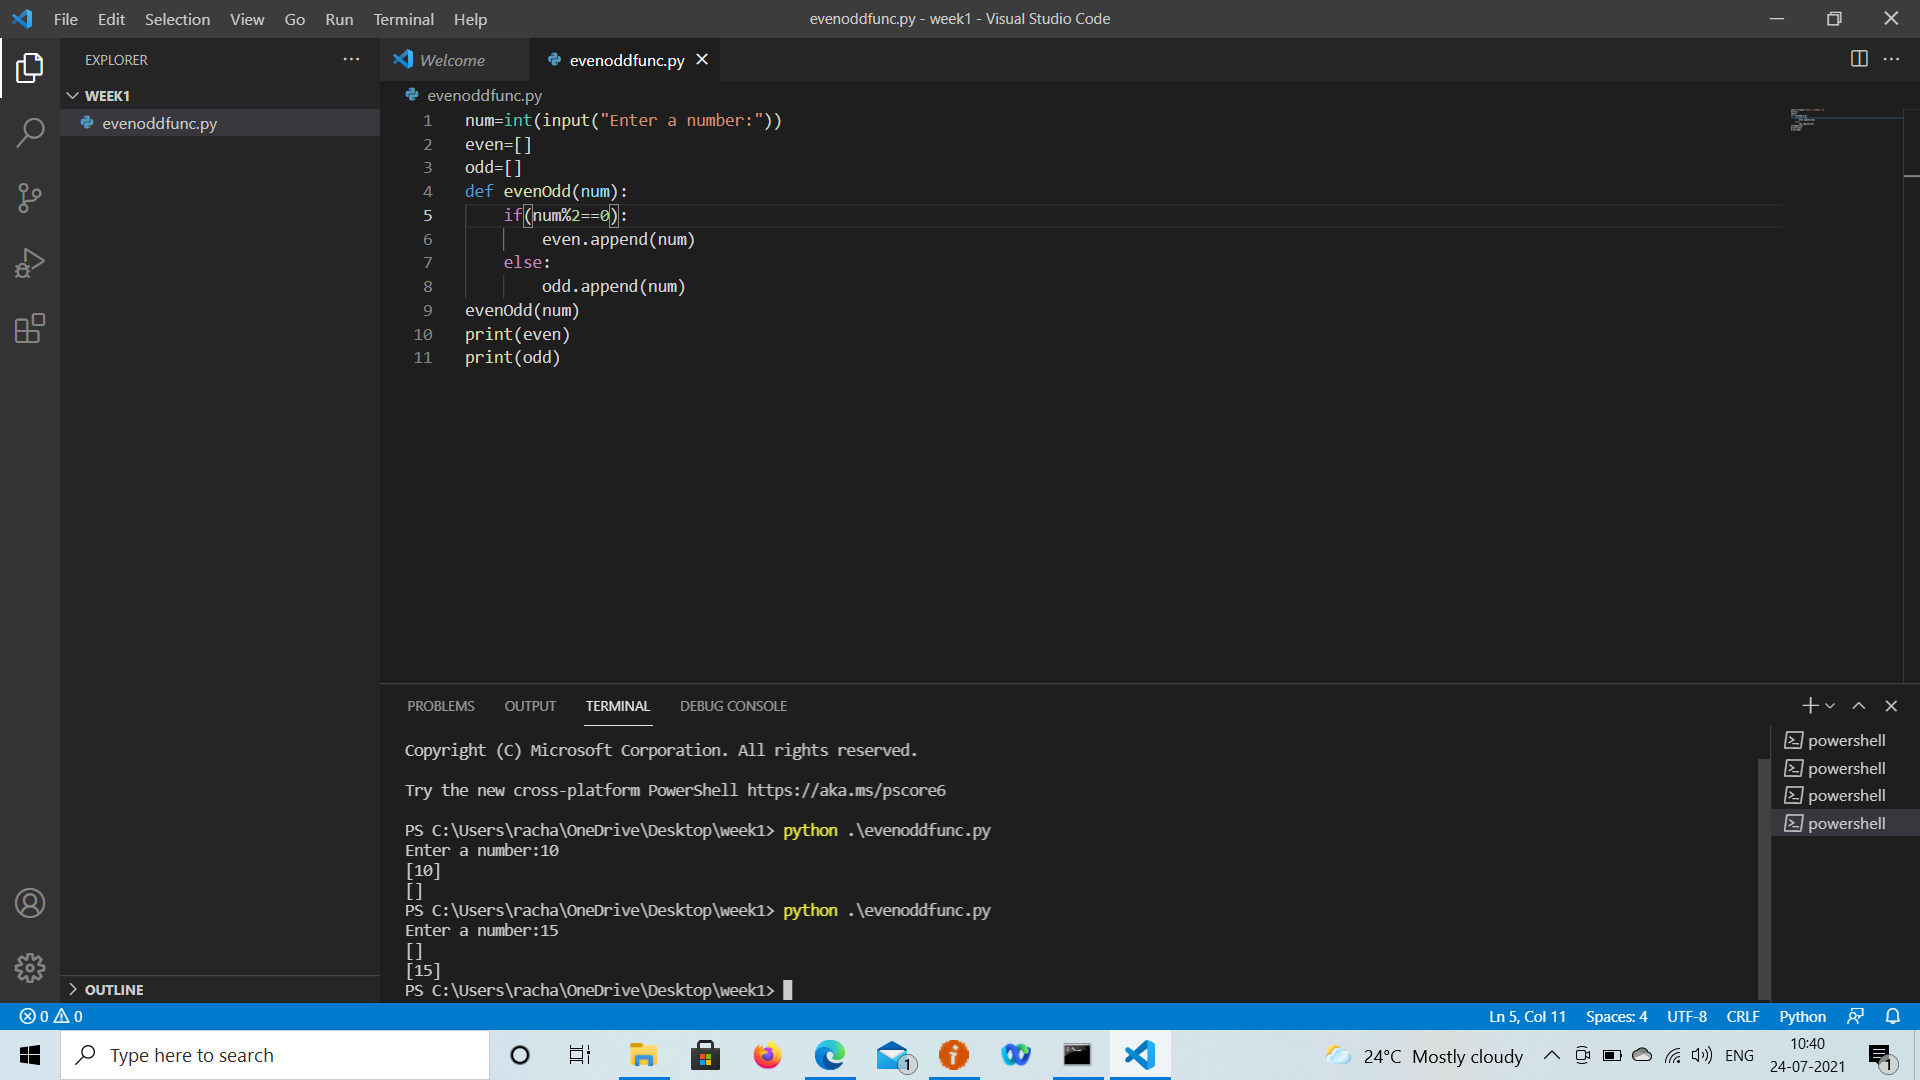 File Edit Selection View Go Run Terminal Help
evenoddfunc.py - week1 - Visual Studio Code
EXPLORER
WEEK1
evenoddfunc.py
OUTLINE
Welcome
evenoddfunc.py
evenoddfunc.py
1 num=int(input("Enter a number:"))
2 even=[]
3 odd=[]
4 def evenOdd(num):
5 if(num%2==0):
6 even.append(num)
7 else:
8 odd.append(num)
9 evenOdd(num)
10 print(even)
11 print(odd)
PROBLEMS OUTPUT TERMINAL DEBUG CONSOLE
Copyright (C) Microsoft Corporation. All rights reserved.
Try the new cross-platform PowerShell https://aka.ms/pscore6
PS C:\Users\racha\OneDrive\Desktop\week1> python .\evenoddfunc.py
Enter a number:10
[10]
[]
PS C:\Users\racha\OneDrive\Desktop\week1> python .\evenoddfunc.py
Enter a number:15
[]
[15]
PS C:\Users\racha\OneDrive\Desktop\week1>
powershell
powershell
powershell
powershell
0 0
Ln 5, Col 11 Spaces: 4 UTF-8 CRLF Python
Type here to search
1
24°C Mostly cloudy
ENG
10:40
24-07-2021
1